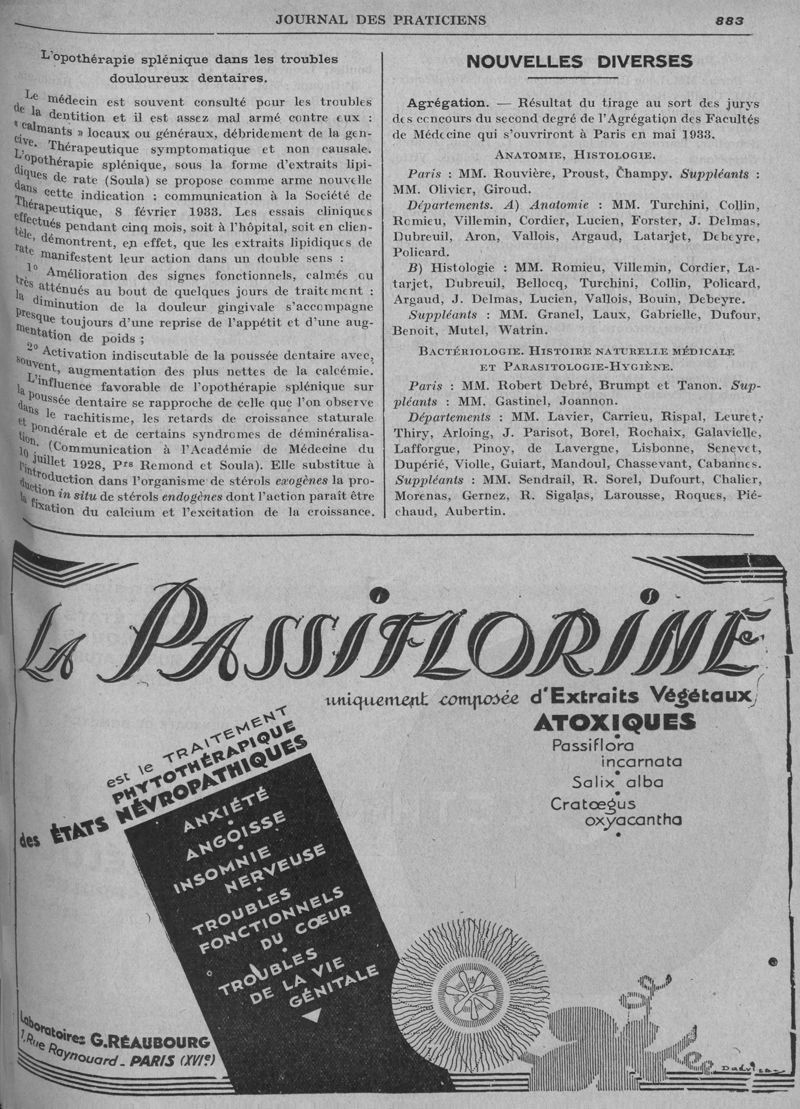 JOURNAL DES PRATICIENS 883
L'opothérapie splénique dans les troubles
douloureux dentaires.
Le médecin est souvent consulté pour les troubles
de la dentition et il est assez mal armé contre eux :
« calmants » locaux ou généraux, débridement de la gen-
cive. Thérapeutique symptomatique et non causale.
L'opothérapie splénique, sous la forme d'extraits lipi-
diques de rate (Soula) se propose comme arme nouvelle
dans cette indication : communication à la Société de
Thérapeutique, 8 février 1933. Les essais cliniques
effectués pendant cinq mois, soit à l'hôpital, soit en clien-
tèle, démontrent, en effet, que les extraits lipidiques de
rate manifestent leur action dans un double sens :
1° Amélioration des signes fonctionnels, calmés ou
très atténués au bout de quelques jours de traitement :
la diminution de la douleur gingivale s'accompagne
presque toujours d'une reprise de l'appétit et d'une aug-
mentation de poids ;
2° Activation indiscutable de la poussée dentaire avec,
souvent, augmentation des plus nettes de la calcémie.
L'influence favorable de l'opothérapie splénique sur
la poussée dentaire se rapproche de celle que l'on observe
dans le rachitisme, les retards de croissance staturale
et pondérale et de certains syndromes de déminéralisa-
tion. (Communication à l'Académie de Médecine du
10 juillet 1928, Prs Remond et Soula). Elle substitue à
l'introduction dans l'organisme de stérols exogènes la pro-
duction in situ de stérols endogènes dont l'action paraît être
la fixation du calcium et l'excitation de la croissance.
NOUVELLES DIVERSES
Agrégation. — Résultat du tirage au sort des jurys
des concours du second degré de l'Agrégation des Facultés
de Médecine qui s'ouvriront à Paris en mai 1933.
ANATOMIE, HISTOLOGIE.
Paris : MM. Rouvière, Proust, Champy. Suppléants :
MM. Olivier, Giroud.
Départements. A) Anatomie : MM. Turchini, Collin,
Romieu, Villemin, Cordier, Lucien, Forster, J. Delmas,
Dubreuil, Aron, Vallois, Argaud, Latarjet, Debeyre,
Policard.
B) Histologie : MM. Romieu, Villemin, Cordier, La-
tarjet, Dubreuil, Bellocq, Turchini, Collin, Policard,
Argaud, J. Delmas, Lucien, Vallois, Bouin, Debeyre.
Suppléants : MM. Granel, Laux, Gabrielle, Dufour,
Benoit, Mutel, Watrin.
BACTÉRIOLOGIE. HISTOIRE NATURELLE MÉDICALE
ET PARASITOLOGIE-HYGIÈNE.
Paris : MM. Robert Debré, Brumpt et Tanon. Sup-
pléants : MM. Gastinel, Joannon.
Départements : MM. Lavier, Carrieu, Rispal, Leuret,
Thiry, Arloing, J. Parisot, Borel, Rochaix, Galavielle,
Lafforgue, Pinoy, de Lavergne, Lisbonne, Senevet,
Dupérié, Violle, Guiart, Mandoul, Chassevant, Cabannes.
Suppléants : MM. Sendrail, R. Sorel, Dufourt, Chalier,
Morenas, Gernez, R. Sigalas, Larousse, Roques, Pié-
chaud, Aubertin.
LA PASSIFLORINE
uniquement composée d'Extraits Végétaux
ATOXIQUES
Passiflora
incarnata
Salix alba
Cratœgus
oxyacantha
est le TRAITEMENT
PHYTOTHÉRAPIQUE
des ÉTATS NÉVROPATHIQUES
ANXIÉTÉ
ANGOISSE
INSOMNIE
NERVEUSE
TROUBLES
FONCTIONNELS
DU CŒUR
TROUBLES
DE LA VIE
GÉNITALE
Laboratoires G.RÉAUBOURG
1, Rue Raynouard - PARIS (XVIe)